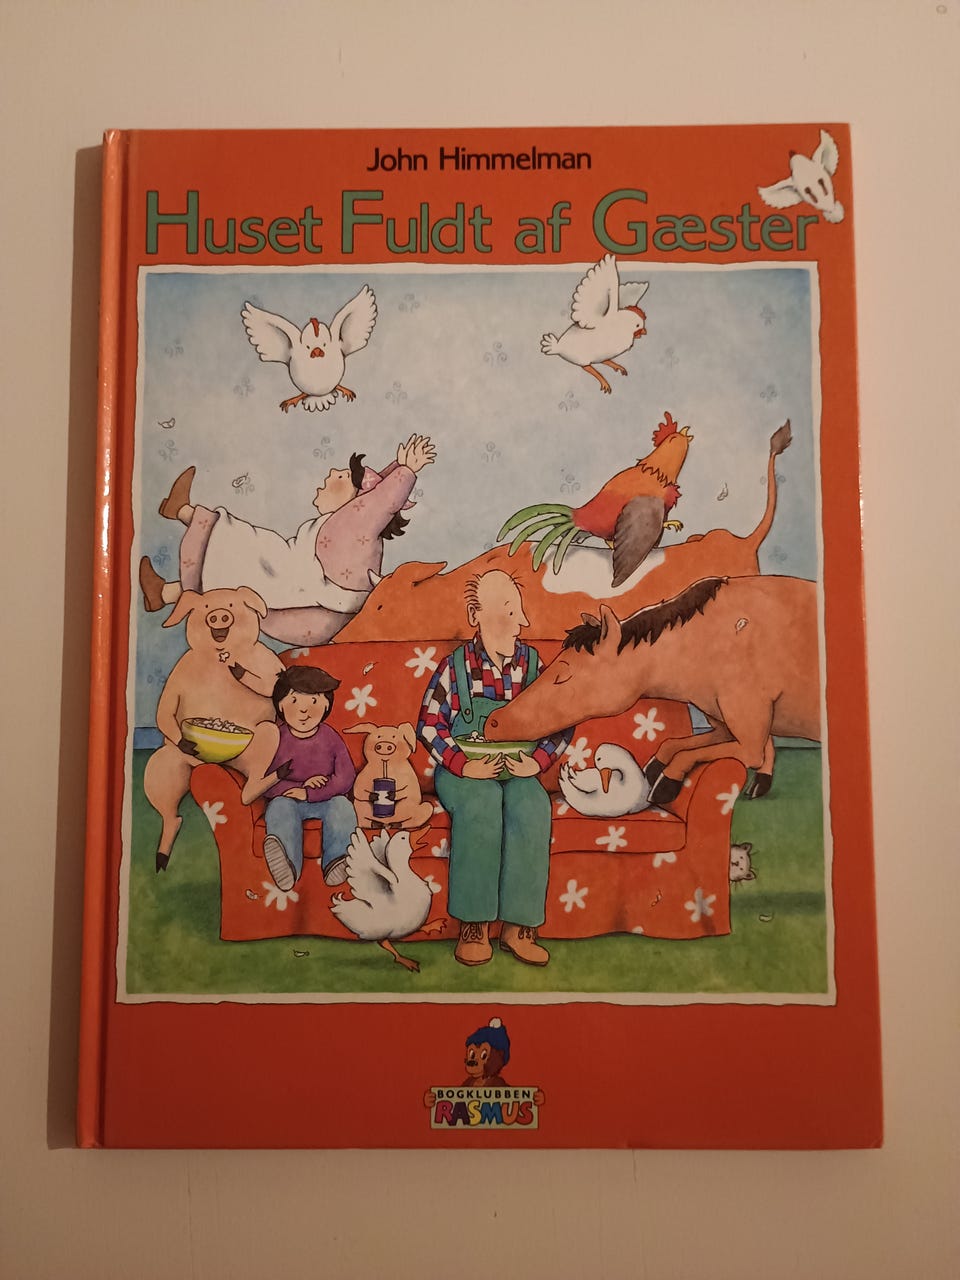 John Himmelman
Huset Fuldt af Gæster
BOGKLUBBEN
RASMUS